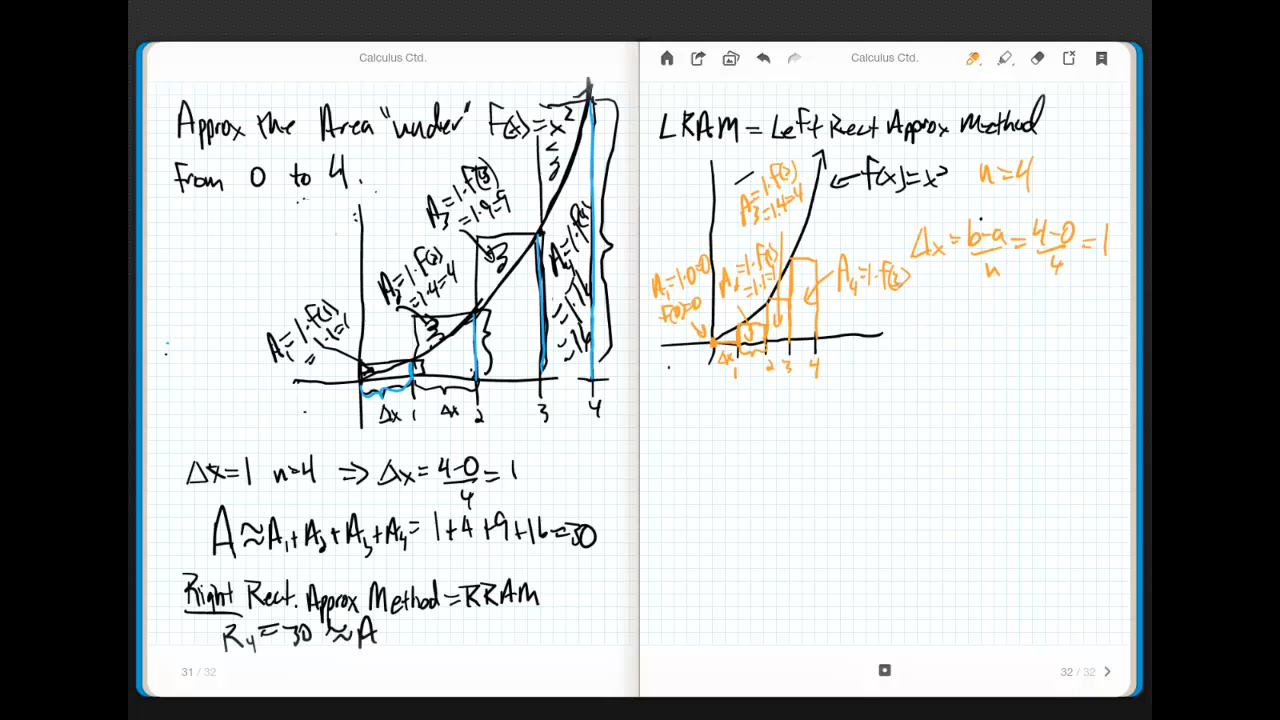 Calculus Ctd.
Approx the Area "under" f(x)=x²
from 0 to 4.
A₃=1·f(3)
=1·9=9
A₂=1·f(2)
=1·4=4
A₁=1·f(1)
=1·1=1
A₄=1·f(4)
=1·16
=16
Δx 1 Δx 2 3 4
Δx=1 n=4 ⇒ Δx = 4-0/4 = 1
A≈A₁+A₂+A₃+A₄= 1+4+9+16=30
Right Rect. Approx Method=RRAM
R₄=30≈A
31 / 32
Calculus Ctd.
LRAM = Left Rect Approx Method
f(x)=x² n=4
A₃=1·f(2)
=1·4=4
Δx = b-a/n = 4-0/4 = 1
A₂=1·f(1)
=1·1=1
A₁=1·0=0
f(0)=0
A₄=1·f(3)
Δx 1 2 3 4
32 / 32